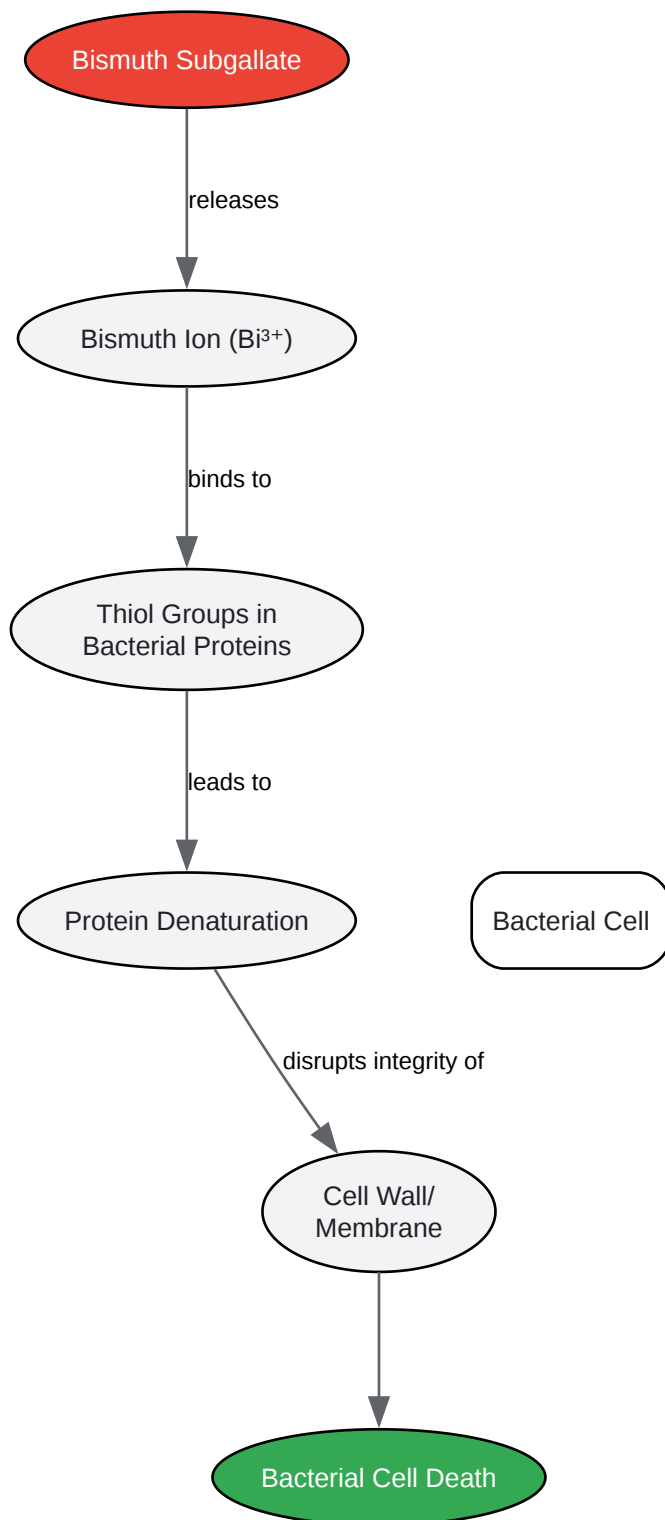 Bismuth Subgallate
releases
Bismuth Ion (Bi³⁺)
binds to
Thiol Groups in
Bacterial Proteins
leads to
Protein Denaturation
Bacterial Cell
disrupts integrity of
Cell Wall/
Membrane
Bacterial Cell Death